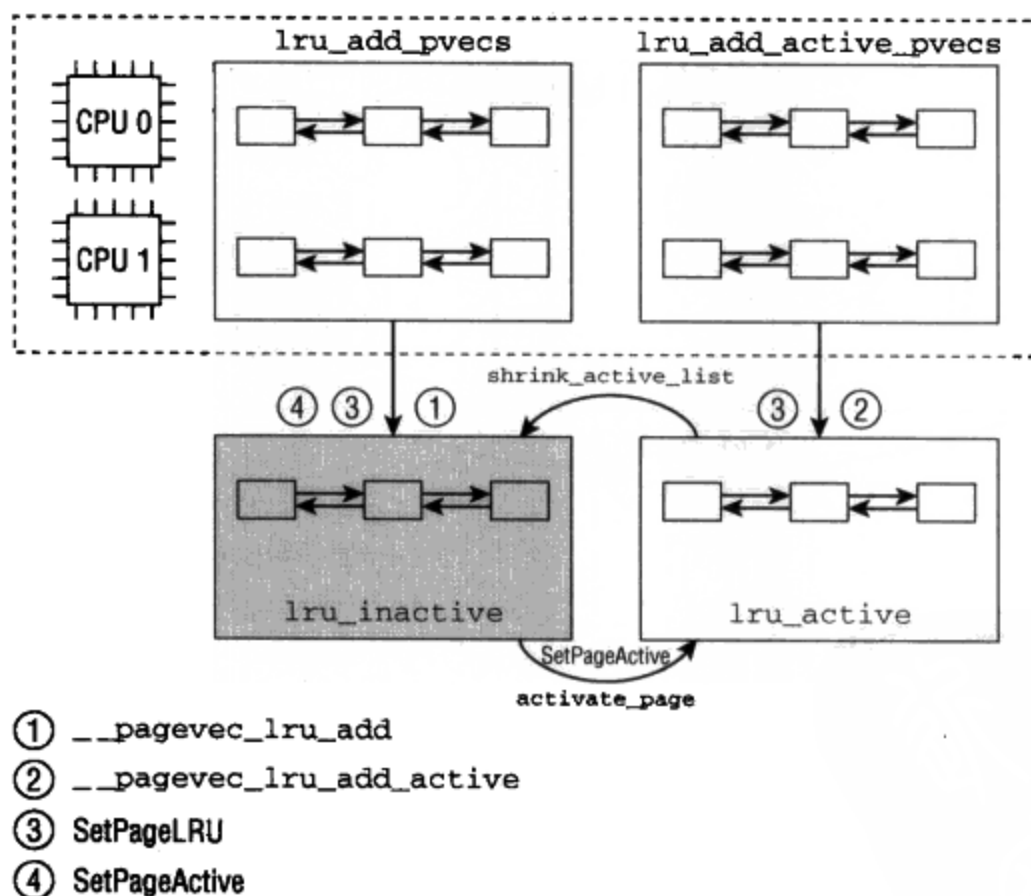 lru_add_pvecs lru_add_active_pvecs
CPU 0
CPU 1
shrink_active_list
④ ③ ① ③ ②
lru_inactive lru_active
SetPageActive
activate_page
① __pagevec_lru_add
② __pagevec_lru_add_active
③ SetPageLRU
④ SetPageActive